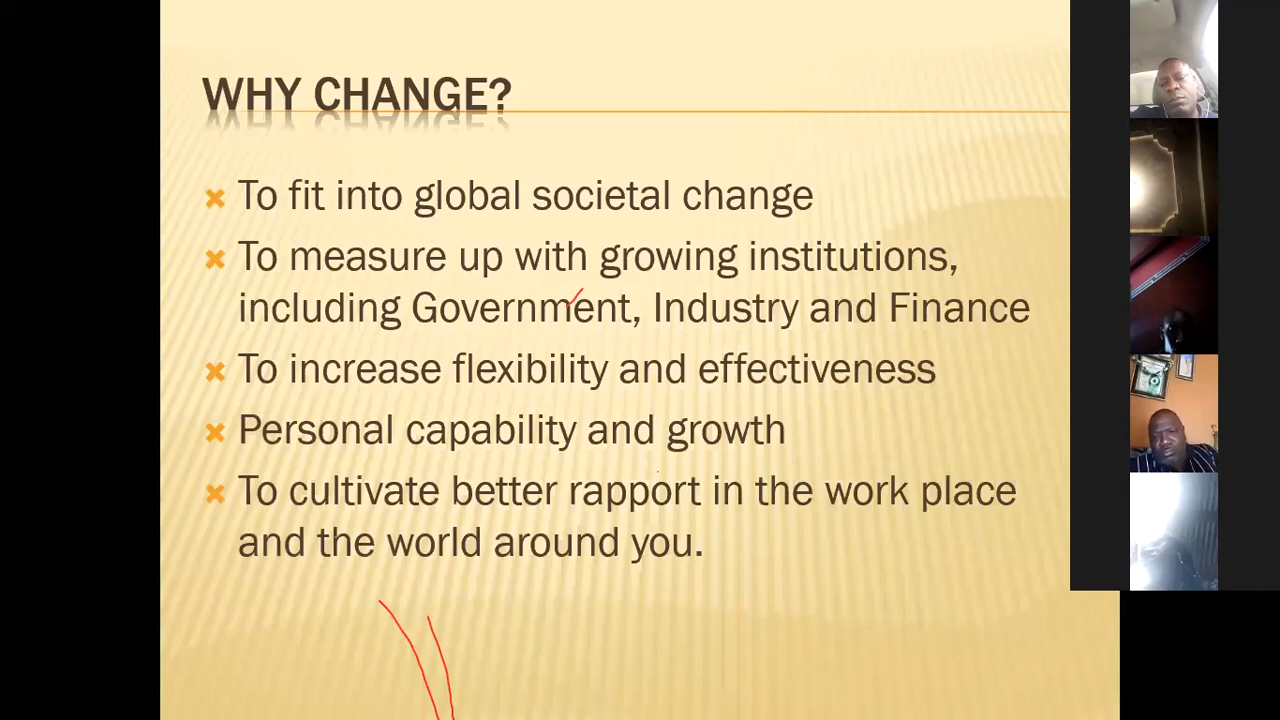 WHY CHANGE?
To fit into global societal change
To measure up with growing institutions,
including Government, Industry and Finance
To increase flexibility and effectiveness
Personal capability and growth
To cultivate better rapport in the work place
and the world around you.